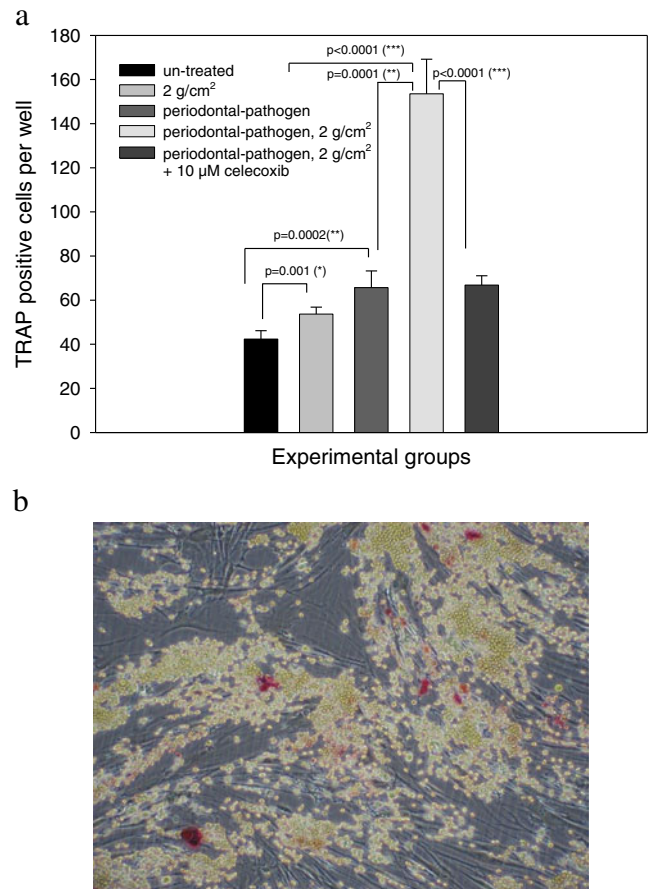 a
180
160
140
120
100
80
60
40
20
0
TRAP positive cells per well
un-treated
2 g/cm²
periodontal-pathogen
periodontal-pathogen, 2 g/cm²
periodontal-pathogen, 2 g/cm²
+ 10 µM celecoxib
p<0.0001 (***)
p=0.0001 (**)
p<0.0001 (***)
p=0.0002(**)
p=0.001 (*)
Experimental groups
b